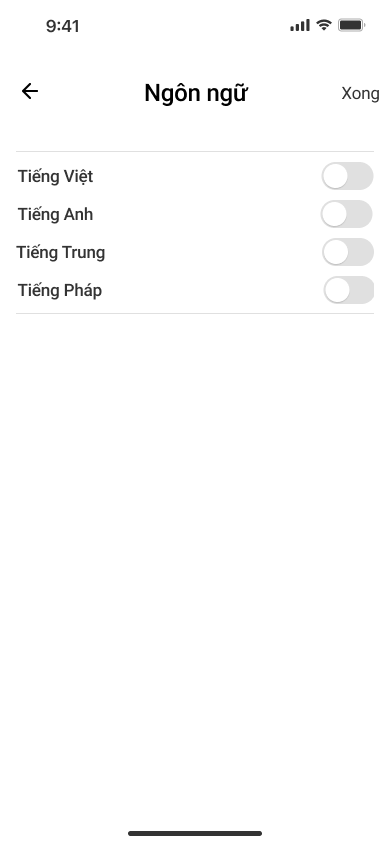 9:41
Ngôn ngữ
Xong
Tiếng Việt
Tiếng Anh
Tiếng Trung
Tiếng Pháp